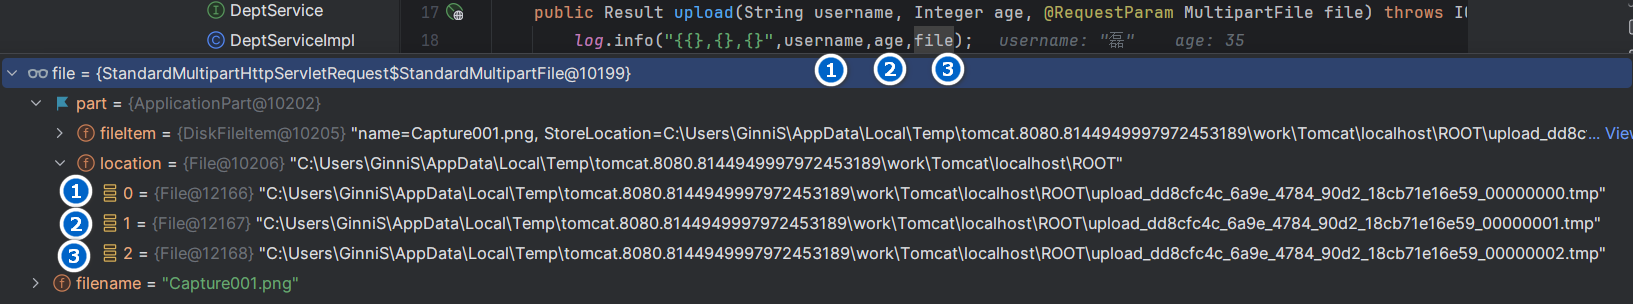 DeptService
17 public Result upload(String username, Integer age, @RequestParam MultipartFile file) throws IO
DeptServiceImpl
18 log.info("{{},{},{}",username,age,file); username: "磊" age: 35
file = {StandardMultipartHttpServletRequest$StandardMultipartFile@10199} 1 2 3
part = {ApplicationPart@10202}
fileItem = {DiskFileItem@10205} "name=Capture001.png, StoreLocation=C:\Users\GinniS\AppData\Local\Temp\tomcat.8080.8144949997972453189\work\Tomcat\localhost\ROOT\upload_dd8c... View
location = {File@10206} "C:\Users\GinniS\AppData\Local\Temp\tomcat.8080.8144949997972453189\work\Tomcat\localhost\ROOT"
1 0 = {File@12166} "C:\Users\GinniS\AppData\Local\Temp\tomcat.8080.8144949997972453189\work\Tomcat\localhost\ROOT\upload_dd8cfc4c_6a9e_4784_90d2_18cb71e16e59_00000000.tmp"
2 1 = {File@12167} "C:\Users\GinniS\AppData\Local\Temp\tomcat.8080.8144949997972453189\work\Tomcat\localhost\ROOT\upload_dd8cfc4c_6a9e_4784_90d2_18cb71e16e59_00000001.tmp"
3 2 = {File@12168} "C:\Users\GinniS\AppData\Local\Temp\tomcat.8080.8144949997972453189\work\Tomcat\localhost\ROOT\upload_dd8cfc4c_6a9e_4784_90d2_18cb71e16e59_00000002.tmp"
filename = "Capture001.png"